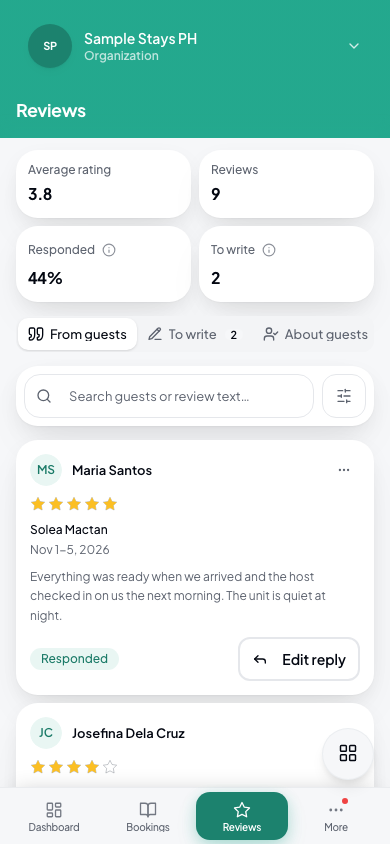 SP
Sample Stays PH
Organization
Reviews
Average rating
3.8
Reviews
9
Responded
44%
To write
2
From guests
To write 2
About guests
Search guests or review text...
MS
Maria Santos
Solea Mactan
Nov 1–5, 2026
Everything was ready when we arrived and the host
checked in on us the next morning. The unit is quiet at
night.
Responded
Edit reply
JC
Josefina Dela Cruz
Dashboard
Bookings
Reviews
More